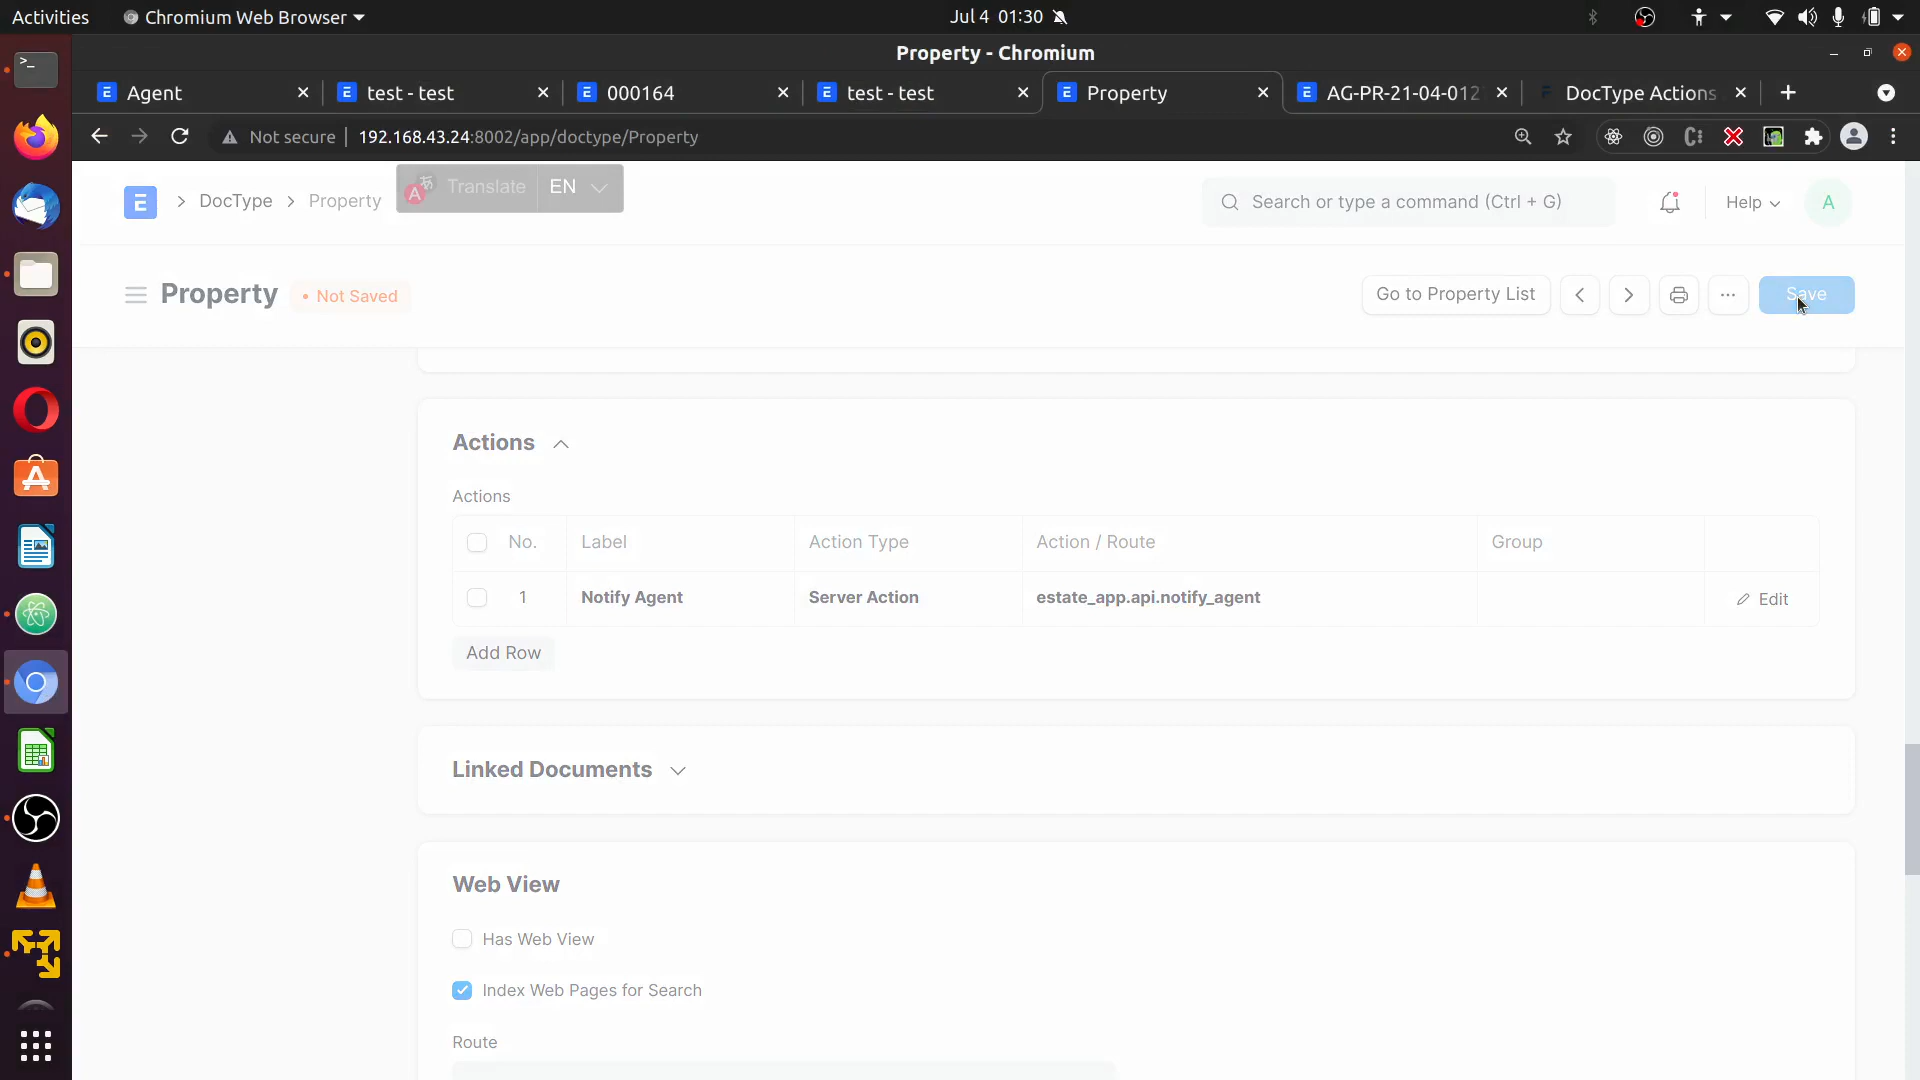 Activities
Chromium Web Browser
Jul 4 01:30
Property - Chromium
Agent
test - test
000164
test - test
Property
AG-PR-21-04-012
DocType Actions
Not secure
192.168.43.24:8002/app/doctype/Property
DocType
Property
Translate
EN
Search or type a command (Ctrl + G)
Help
A
Property
• Not Saved
Go to Property List
Save
Actions
Actions
No.
Label
Action Type
Action / Route
Group
1
Notify Agent
Server Action
estate_app.api.notify_agent
Edit
Add Row
Linked Documents
Web View
Has Web View
Index Web Pages for Search
Route